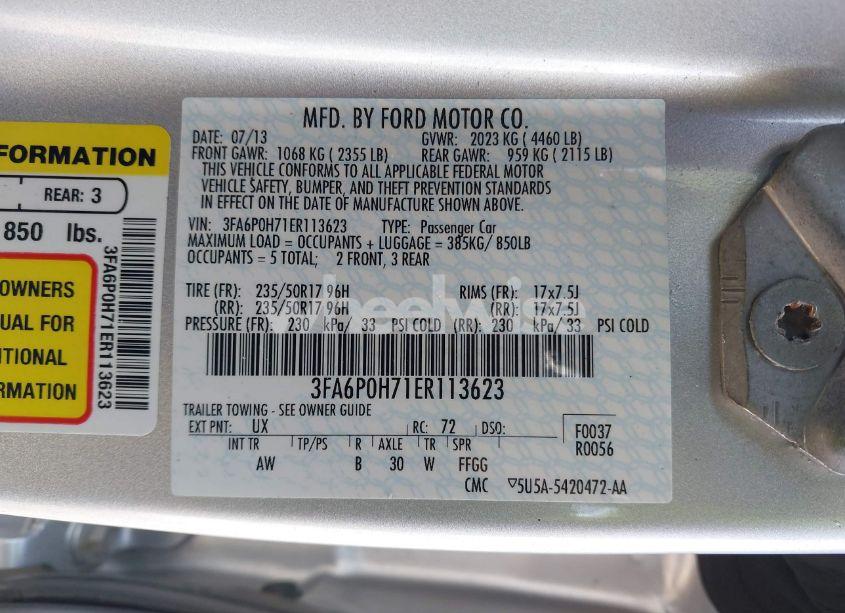 FORMATION
REAR: 3
850 lbs.
OWNERS
UAL FOR
ITIONAL
ORMATION
3FA6P0H71ER113623
MFD. BY FORD MOTOR CO.
DATE: 07/13 GVWR: 2023 KG ( 4460 LB)
FRONT GAWR: 1068 KG ( 2355 LB) REAR GAWR: 959 KG ( 2115 LB)
THIS VEHICLE CONFORMS TO ALL APPLICABLE FEDERAL MOTOR
VEHICLE SAFETY, BUMPER, AND THEFT PREVENTION STANDARDS
IN EFFECT ON THE DATE OF MANUFACTURE SHOWN ABOVE.
VIN: 3FA6P0H71ER113623 TYPE: Passenger Car
MAXIMUM LOAD = OCCUPANTS + LUGGAGE = 385KG/ 850LB
OCCUPANTS = 5 TOTAL; 2 FRONT, 3 REAR
TIRE (FR): 235/50R17 96H RIMS (FR): 17x7.5J
(RR): 235/50R17 96H (RR): 17x7.5J
PRESSURE (FR): 230 kPa/ 33 PSI COLD (RR): 230 kPa/ 33 PSI COLD
3FA6P0H71ER113623
TRAILER TOWING - SEE OWNER GUIDE
EXT PNT: UX RC: 72 DSO: F0037
R0056
INT TR TP/PS R AXLE TR SPR
AW B 30 W FFGG
CMC ▽5U5A-5420472-AA